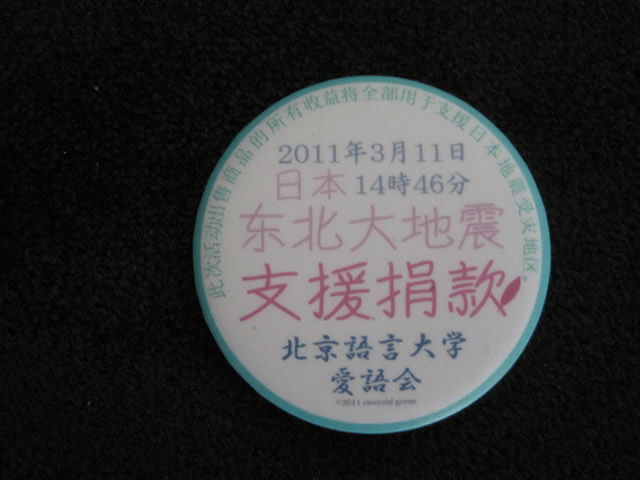 此次活动出售商品的所有收益将全部用于支援日本地震受灾地区。
2011年3月11日
日本 14時46分
东北大地震
支援捐款
北京語言大学
愛語会
©2011 emerald green.